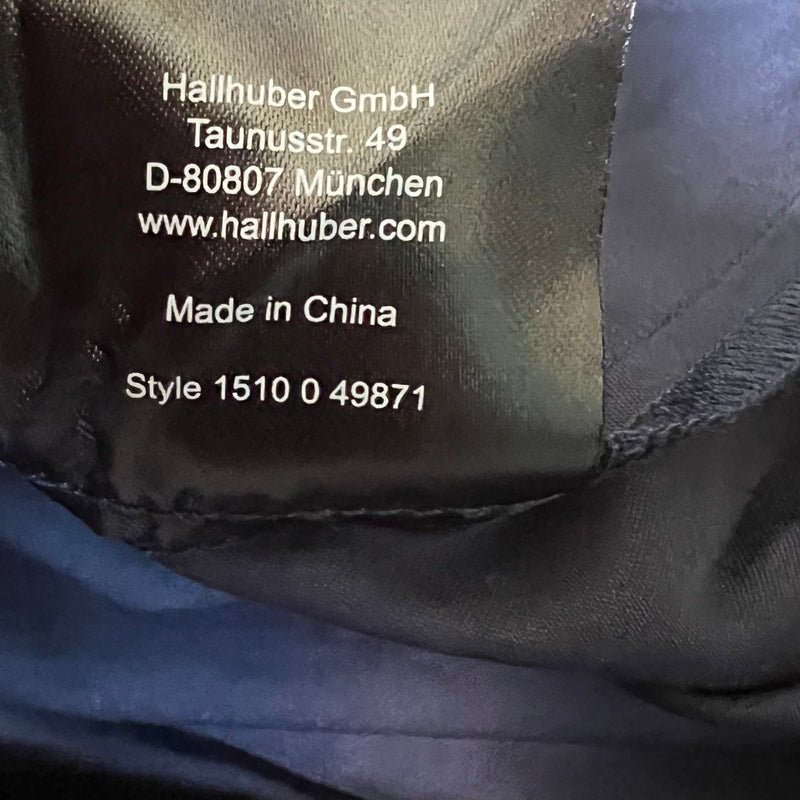 Hallhuber GmbH
Taunusstr. 49
D-80807 München
www.hallhuber.com
Made in China
Style 1510 0 49871